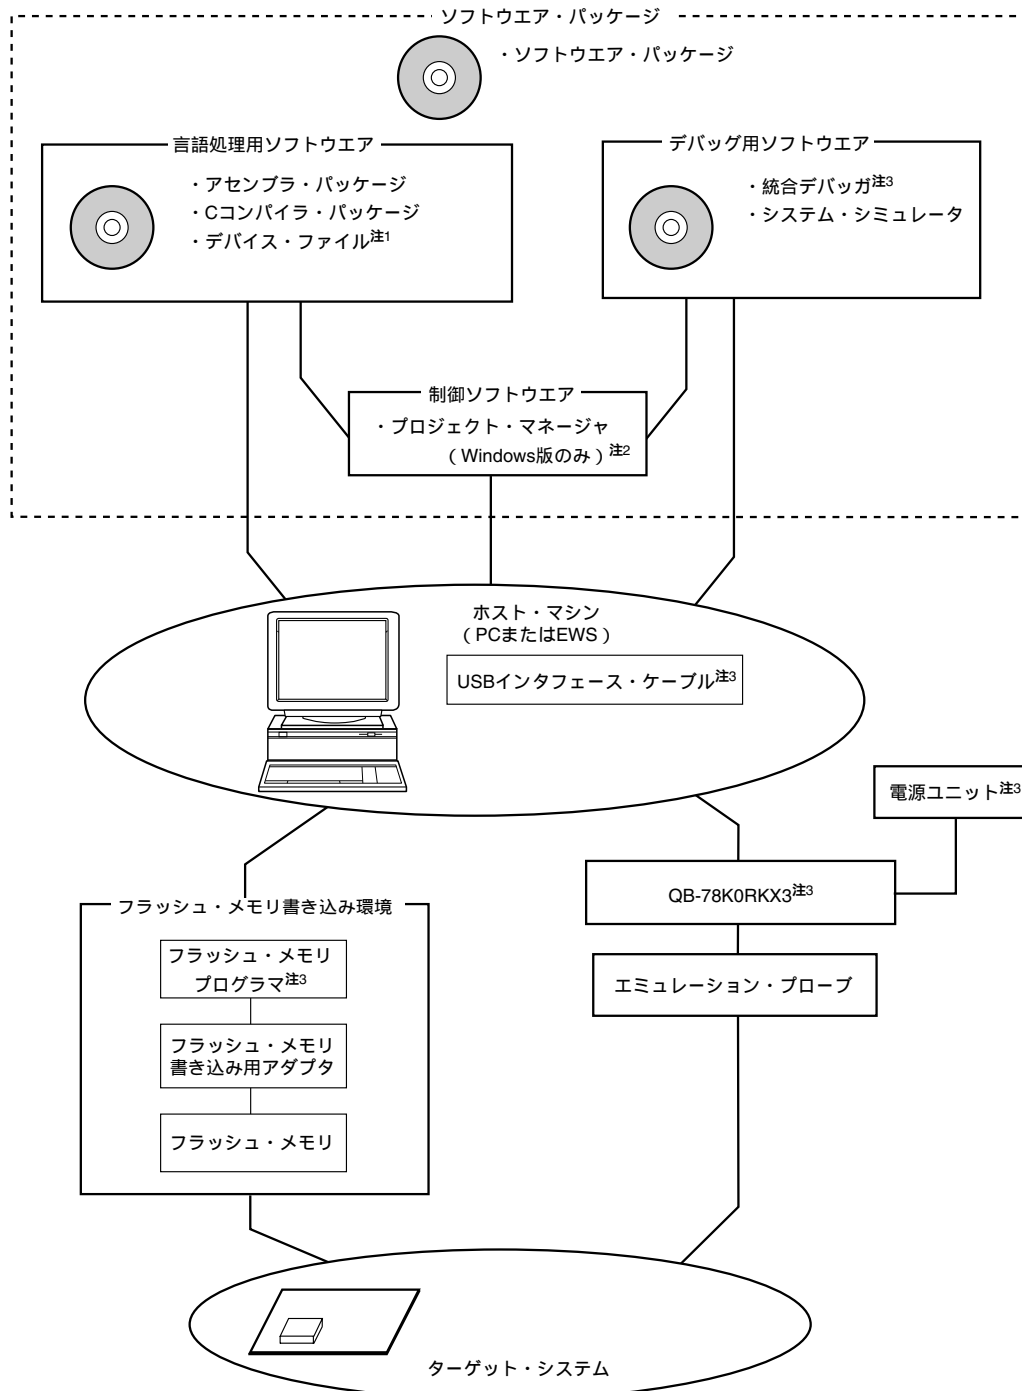 ソフトウエア・パッケージ
・ソフトウエア・パッケージ
言語処理用ソフトウエア
・アセンブラ・パッケージ
・Cコンパイラ・パッケージ
・デバイス・ファイル注1
デバッグ用ソフトウエア
・統合デバッガ注3
・システム・シミュレータ
制御ソフトウエア
・プロジェクト・マネージャ
（Windows版のみ）注2
ホスト・マシン
（PCまたはEWS）
USBインタフェース・ケーブル注3
電源ユニット注3
QB-78K0RKX3注3
エミュレーション・プローブ
フラッシュ・メモリ書き込み環境
フラッシュ・メモリ
プログラマ注3
フラッシュ・メモリ
書き込み用アダプタ
フラッシュ・メモリ
ターゲット・システム